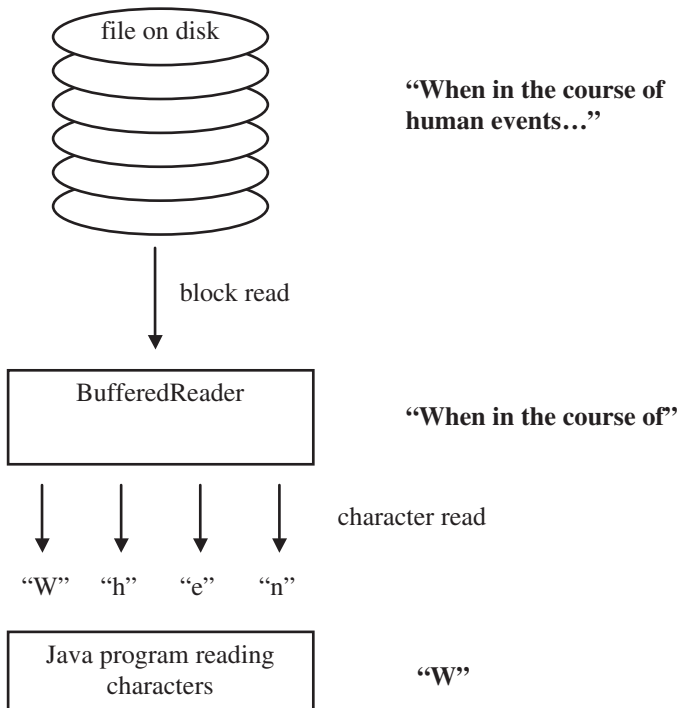 file on disk
“When in the course of
human events…”
block read
BufferedReader
“When in the course of”
character read
“W” “h” “e” “n”
Java program reading
characters
“W”